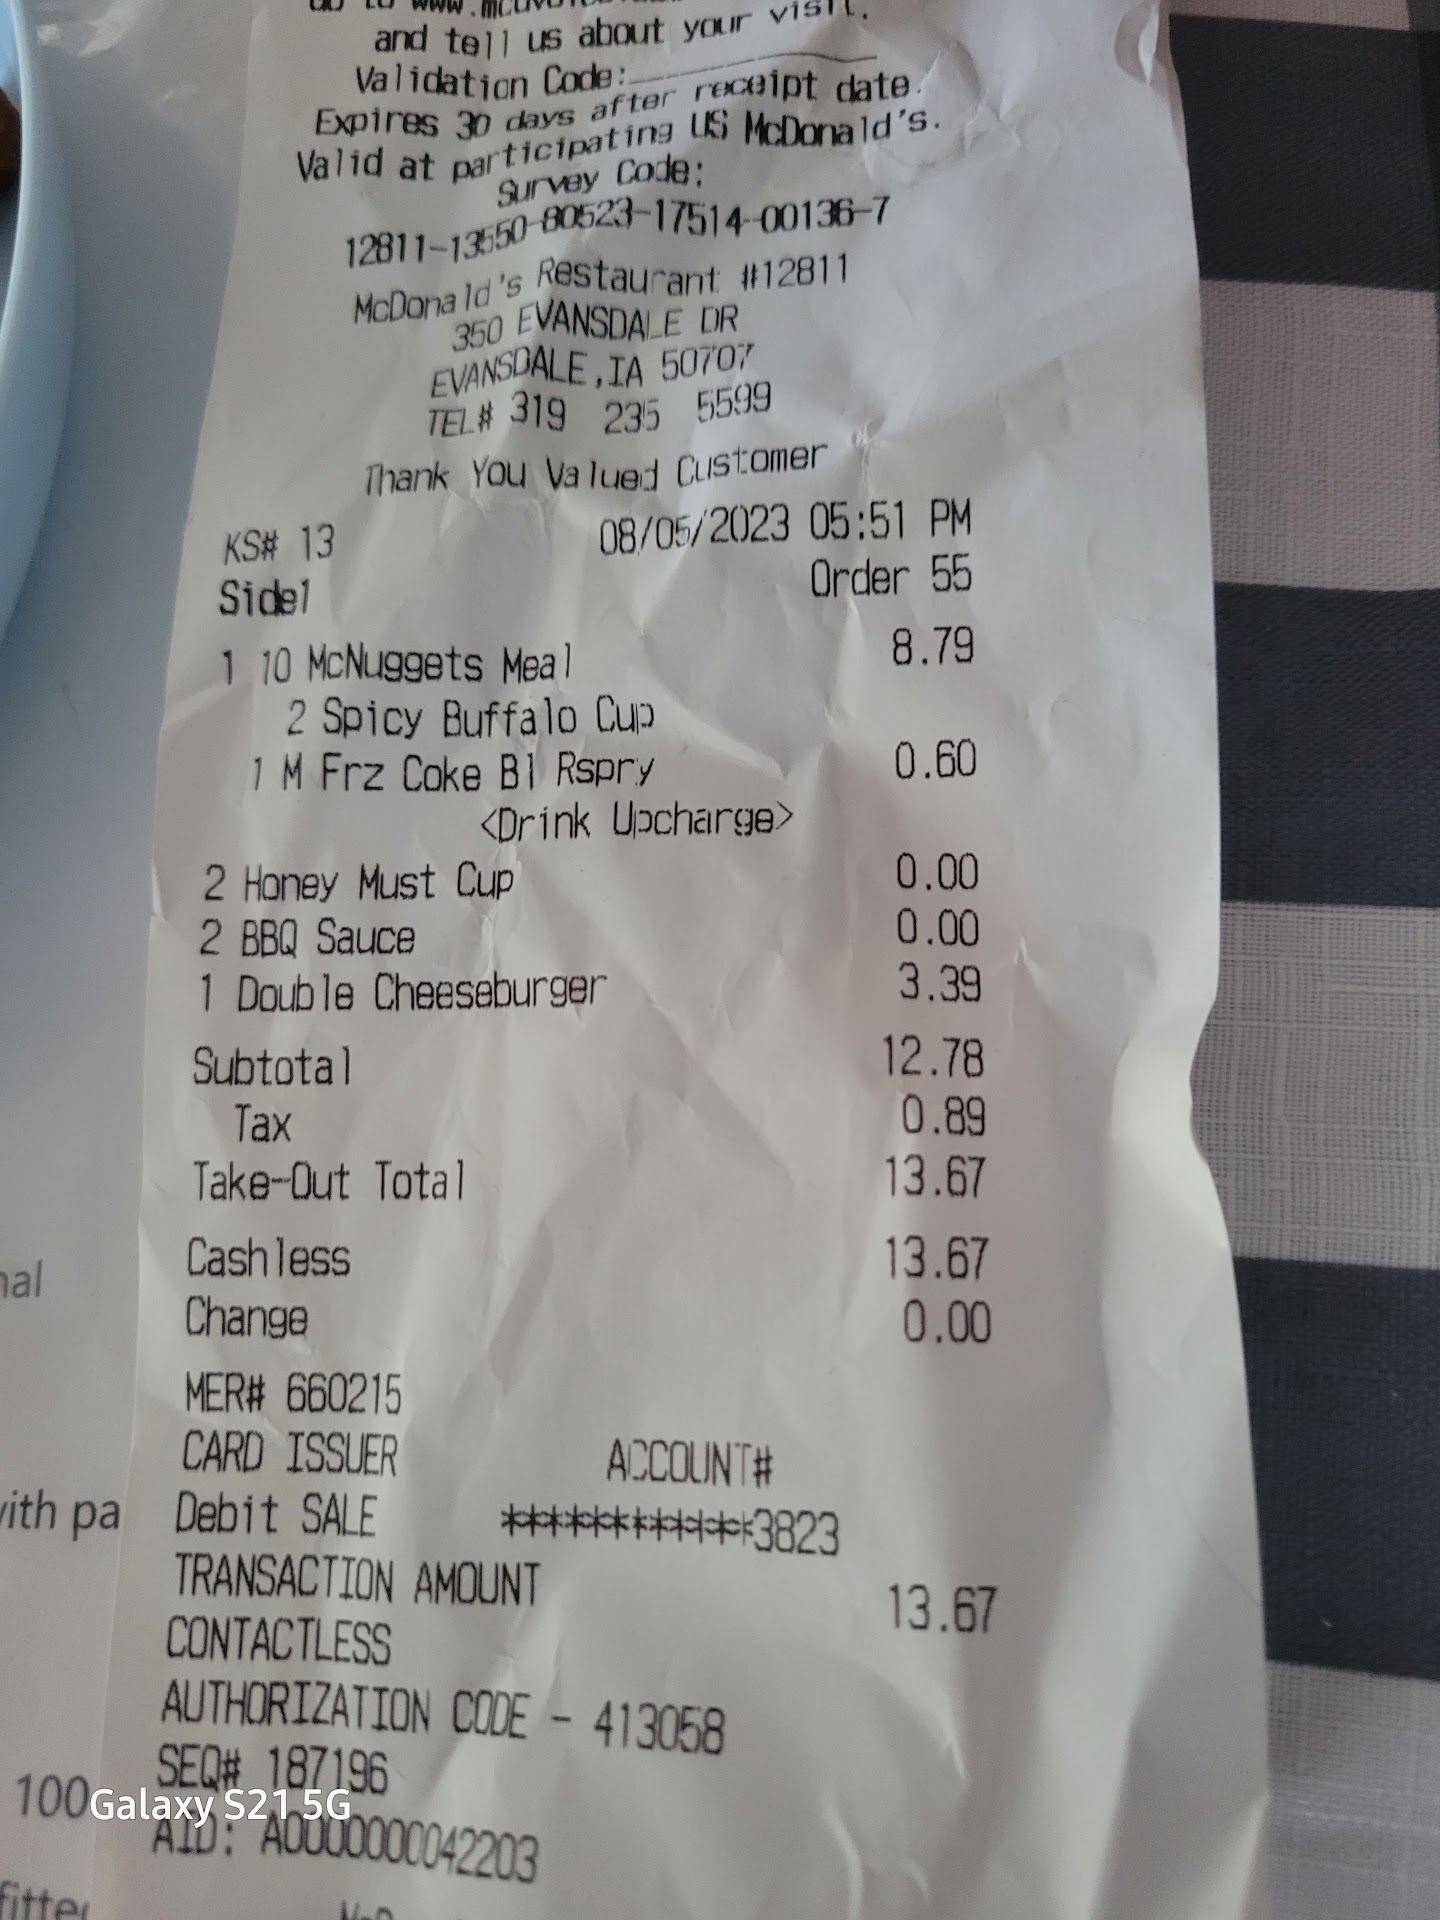 and tell us about your visit.
Validation Code:
Expires 30 days after receipt date.
Valid at participating US McDonald's.
Survey Code:
12811-13550-80523-17514-00136-7
McDonald's Restaurant #12811
350 EVANSDALE DR
EVANSDALE,IA 50707
TEL# 319 235 5599
Thank You Valued Customer
KS# 13 08/05/2023 05:51 PM
Side1 Order 55
1 10 McNuggets Meal 8.79
2 Spicy Buffalo Cup
1 M Frz Coke Bl Rspry 0.60
<Drink Upcharge>
2 Honey Must Cup 0.00
2 BBQ Sauce 0.00
1 Double Cheeseburger 3.39
Subtotal 12.78
Tax 0.89
Take-Out Total 13.67
Cashless 13.67
Change 0.00
MER# 660215
CARD ISSUER ACCOUNT#
Debit SALE ************3823
TRANSACTION AMOUNT 13.67
CONTACTLESS
AUTHORIZATION CODE - 413058
SEQ# 187196
AID: A0000000042203
nal
with pa
100
Galaxy S21 5G